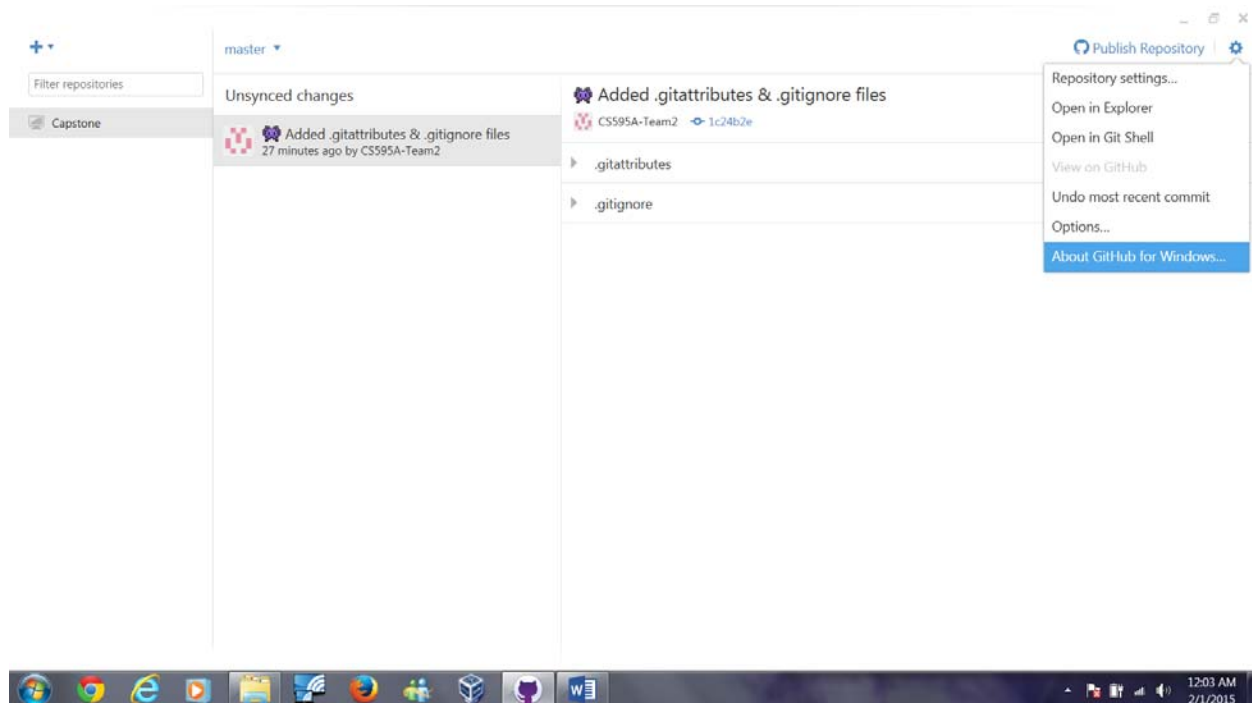 master
Publish Repository
Filter repositories
Capstone
Unsynced changes
Added .gitattributes & .gitignore files
27 minutes ago by CS595A-Team2
Added .gitattributes & .gitignore files
CS595A-Team2 1c24b2e
.gitattributes
.gitignore
Repository settings...
Open in Explorer
Open in Git Shell
View on GitHub
Undo most recent commit
Options...
About GitHub for Windows...
12:03 AM
2/1/2015